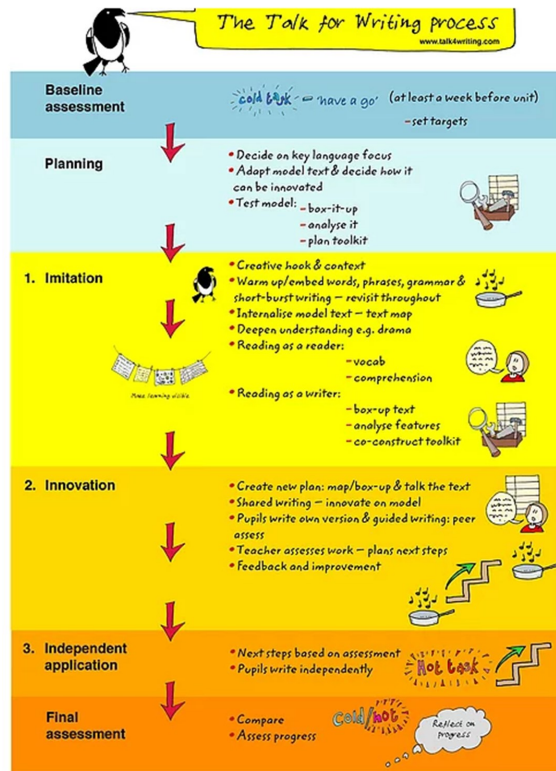 The Talk for Writing process
www.talk4writing.com
Baseline
assessment
cold task – 'have a go' (at least a week before unit)
– set targets
Planning
• Decide on key language focus
• Adapt model text & decide how it
can be innovated
• Test model:
– box-it-up
– analyse it
– plan toolkit
1. Imitation
• Creative hook & context
• Warm up/embed words, phrases, grammar &
short-burst writing – revisit throughout
• Internalise model text – text map
• Deepen understanding e.g. drama
• Reading as a reader:
– vocab
– comprehension
Make learning visible
• Reading as a writer:
– box-up text
– analyse features
– co-construct toolkit
2. Innovation
• Create new plan: map/box-up & talk the text
• Shared writing – innovate on model
• Pupils write own version & guided writing: peer
assess
• Teacher assesses work – plans next steps
• Feedback and improvement
3. Independent
application
• Next steps based on assessment
• Pupils write independently
Hot task
Final
assessment
• Compare
• Assess progress
Cold/hot
Reflect on
progress